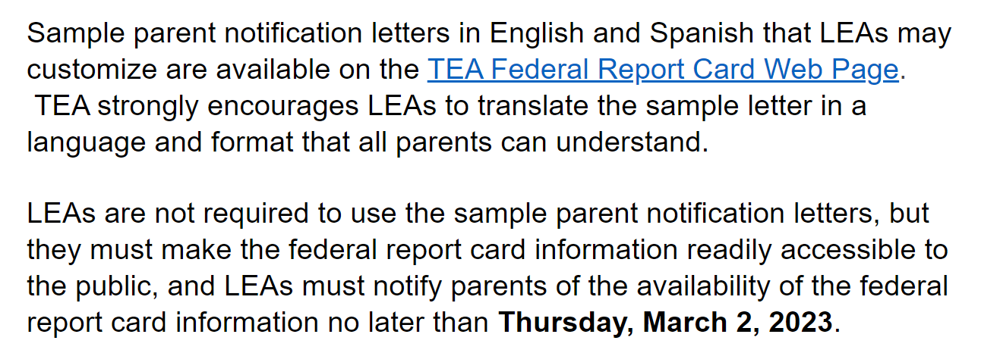 Sample parent notification letters in English and Spanish that LEAs may
customize are available on the TEA Federal Report Card Web Page.
TEA strongly encourages LEAs to translate the sample letter in a
language and format that all parents can understand.
LEAs are not required to use the sample parent notification letters, but
they must make the federal report card information readily accessible to
the public, and LEAs must notify parents of the availability of the federal
report card information no later than Thursday, March 2, 2023.